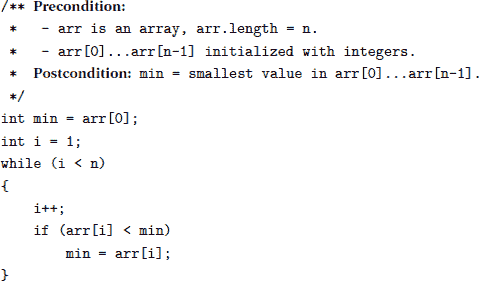 /** Precondition:
 *   - arr is an array, arr.length = n.
 *   - arr[0]...arr[n-1] initialized with integers.
 *  Postcondition: min = smallest value in arr[0]...arr[n-1].
 */
int min = arr[0];
int i = 1;
while (i < n)
{
    i++;
    if (arr[i] < min)
        min = arr[i];
}